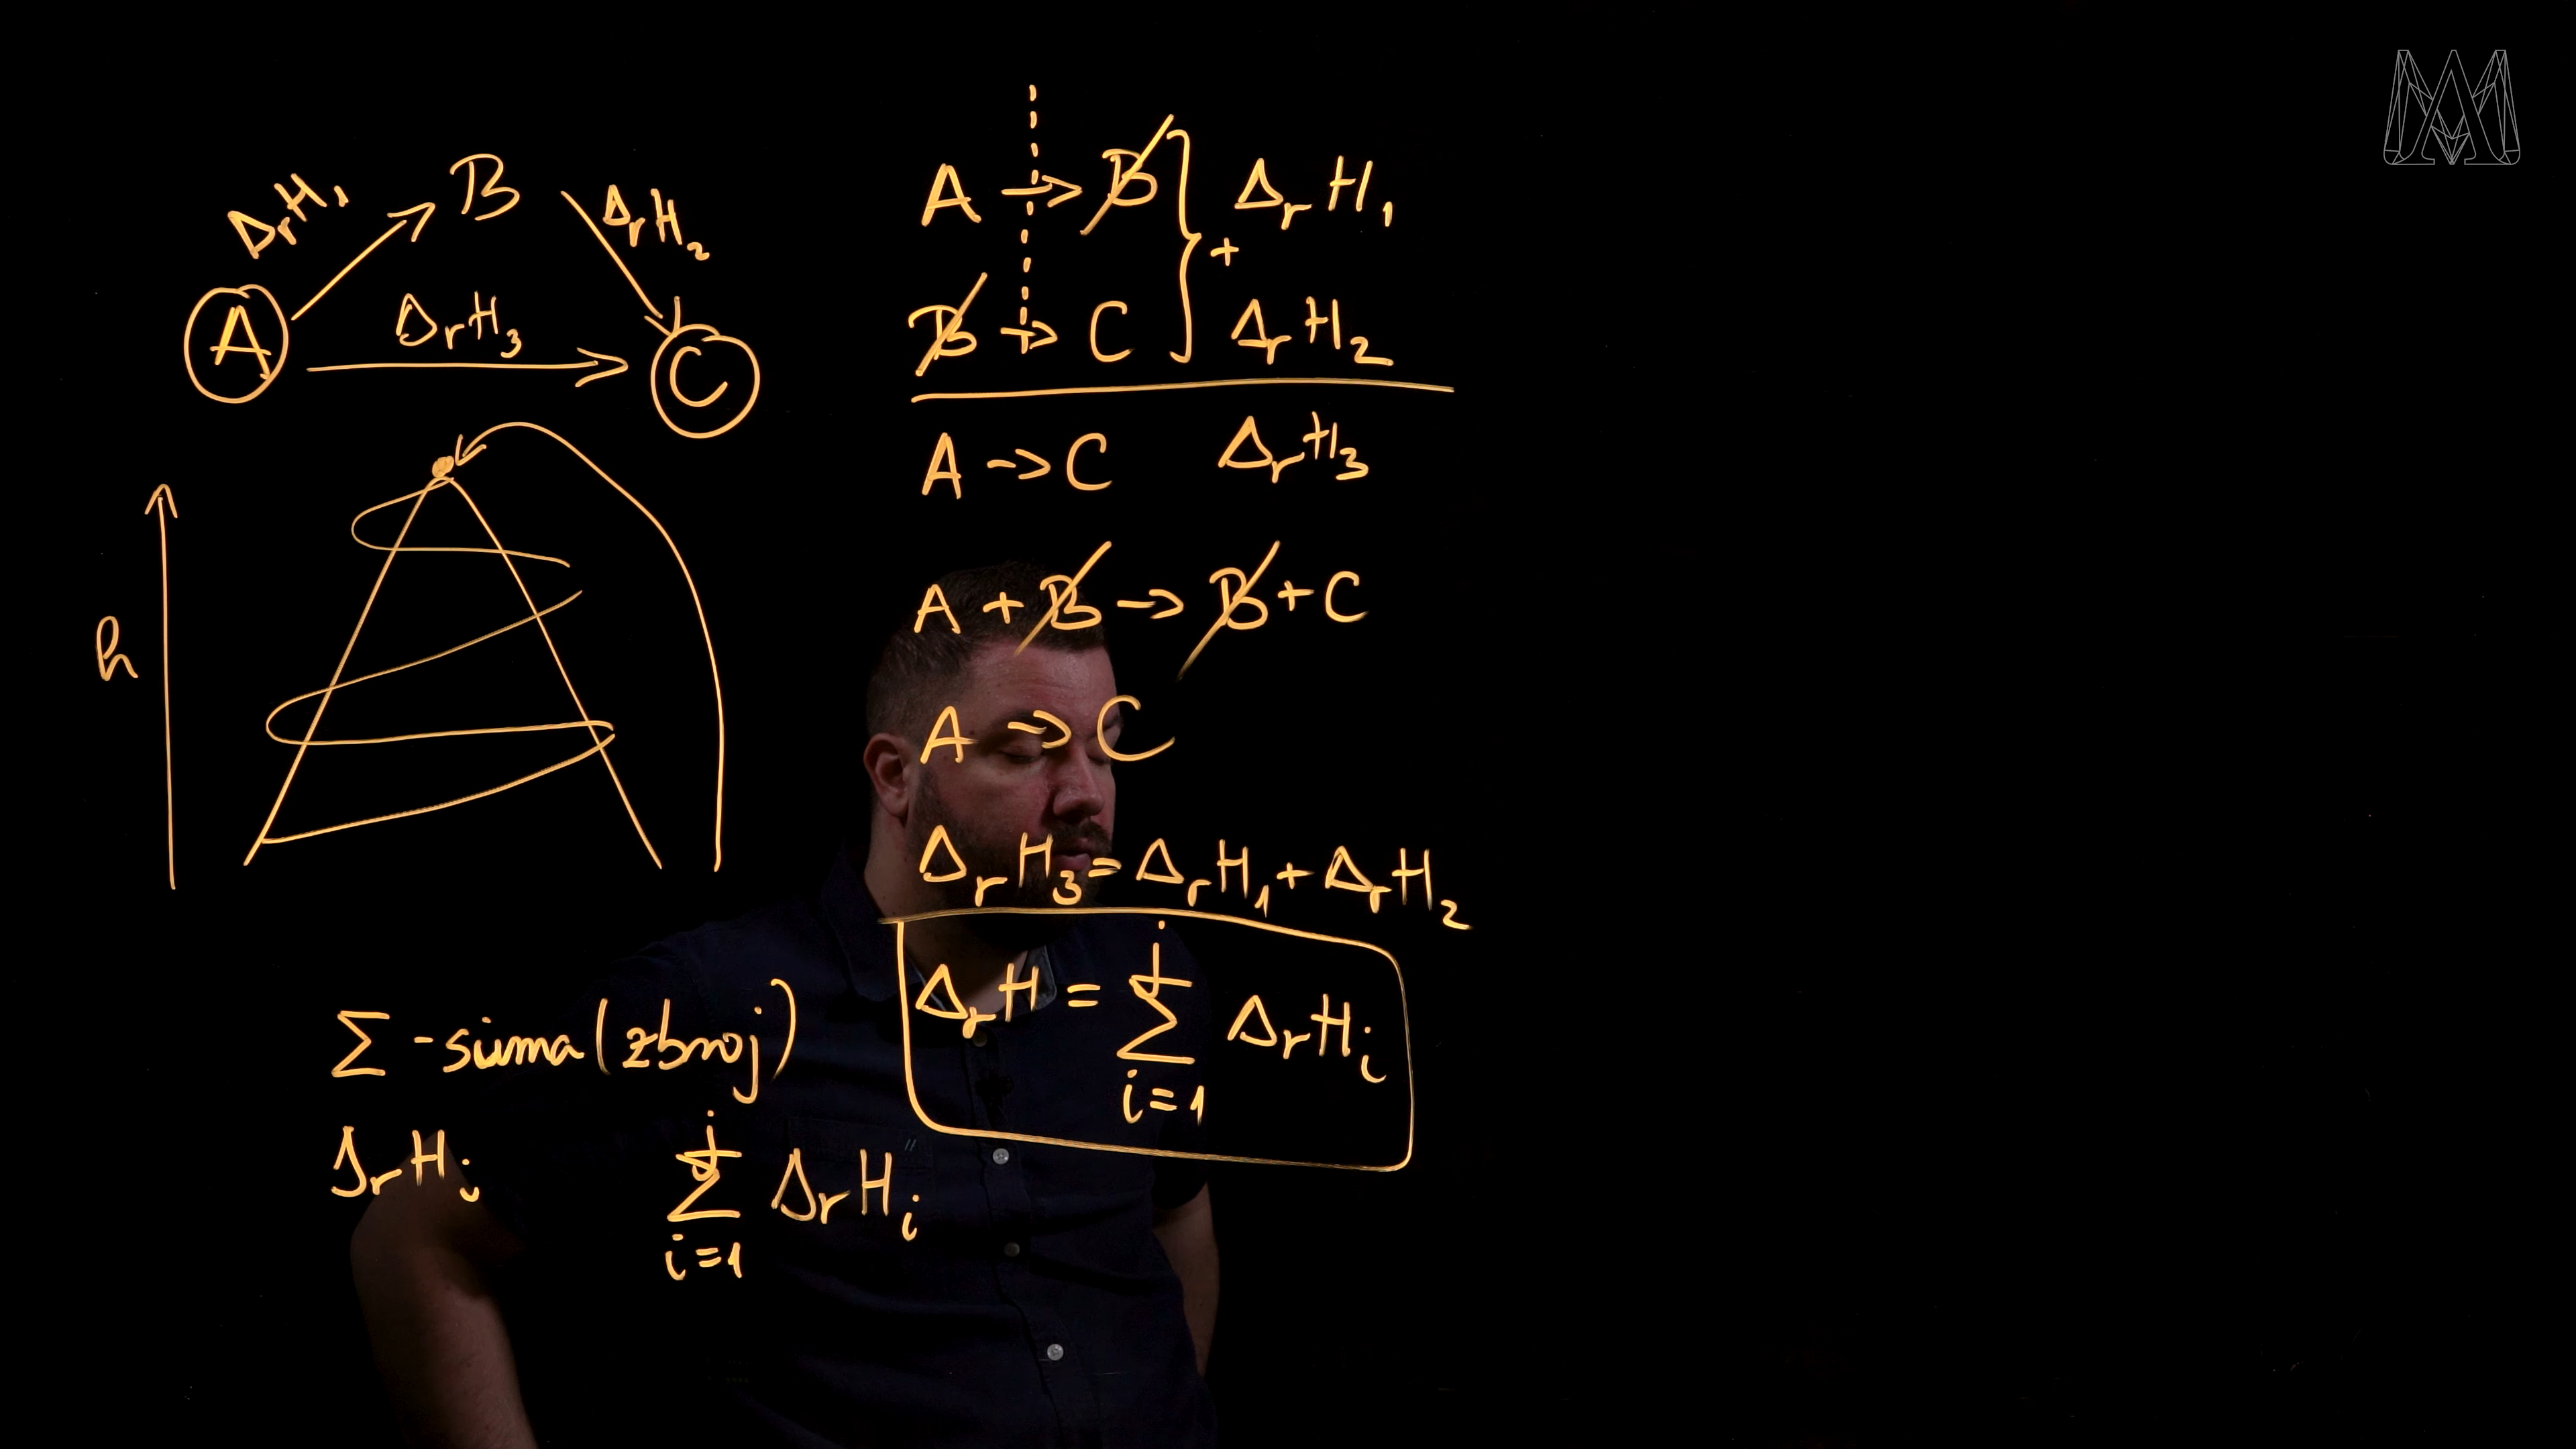 B
ΔrH₁
ΔrH₂
A
ΔrH₃
C
h
Σ - suma (zbroj)
ΔrHᵢ
j
Σ ΔrHᵢ
i=1
A → B
ΔrH₁
+
B → C
ΔrH₂
A → C ΔrH₃
A + B → B + C
A → C
ΔrH₃ = ΔrH₁ + ΔrH₂
j
ΔrH = Σ ΔrHᵢ
i=1